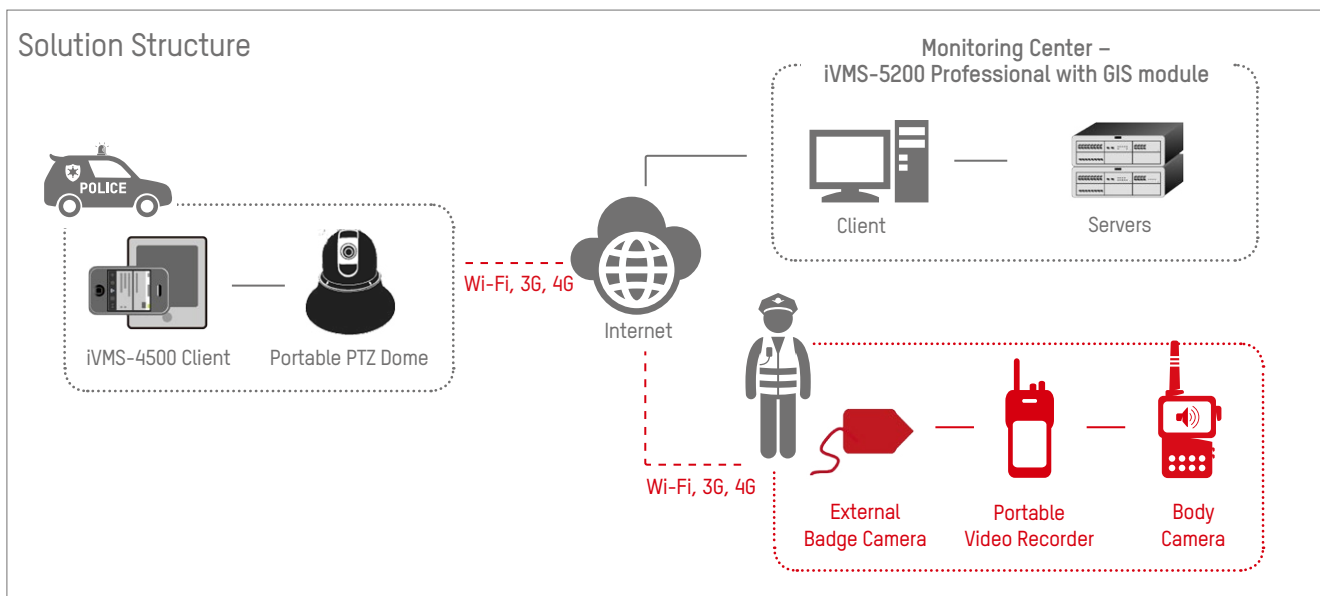 Solution Structure
Monitoring Center –
iVMS-5200 Professional with GIS module
POLICE
Client
Servers
Wi-Fi, 3G, 4G
Internet
iVMS-4500 Client
Portable PTZ Dome
Wi-Fi, 3G, 4G
External
Badge Camera
Portable
Video Recorder
Body
Camera